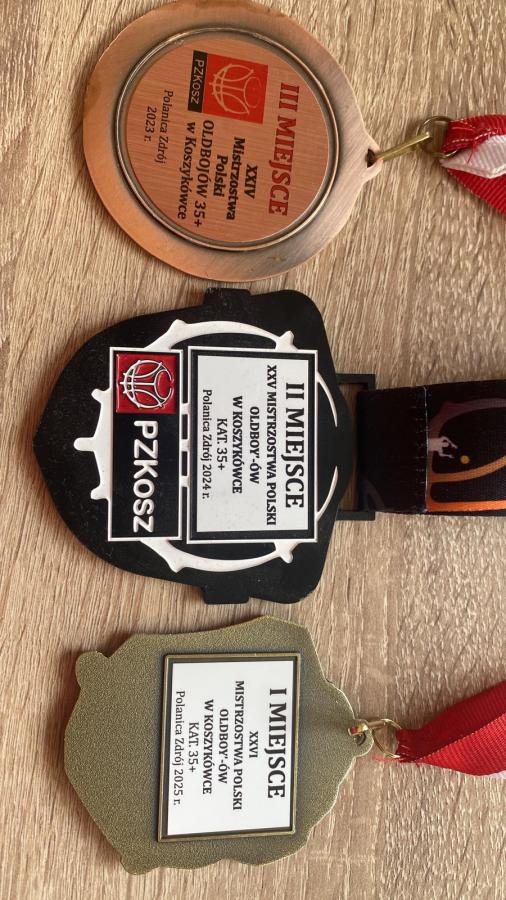 III MIEJSCE
XXIV
Mistrzostwa
Polski
OLDBOJÓW 35+
w Koszykówce
PZKOSZ
Polanica Zdrój
2023 r.
II MIEJSCE
XXV MISTRZOSTWA POLSKI
OLDBOY'-ÓW
W KOSZYKÓWCE
KAT. 35+
Polanica Zdrój 2024 r.
PZKOSZ
I MIEJSCE
XXVI
MISTRZOSTWA POLSKI
OLDBOY'-ÓW
W KOSZYKÓWCE
KAT. 35+
Polanica Zdrój 2025 r.